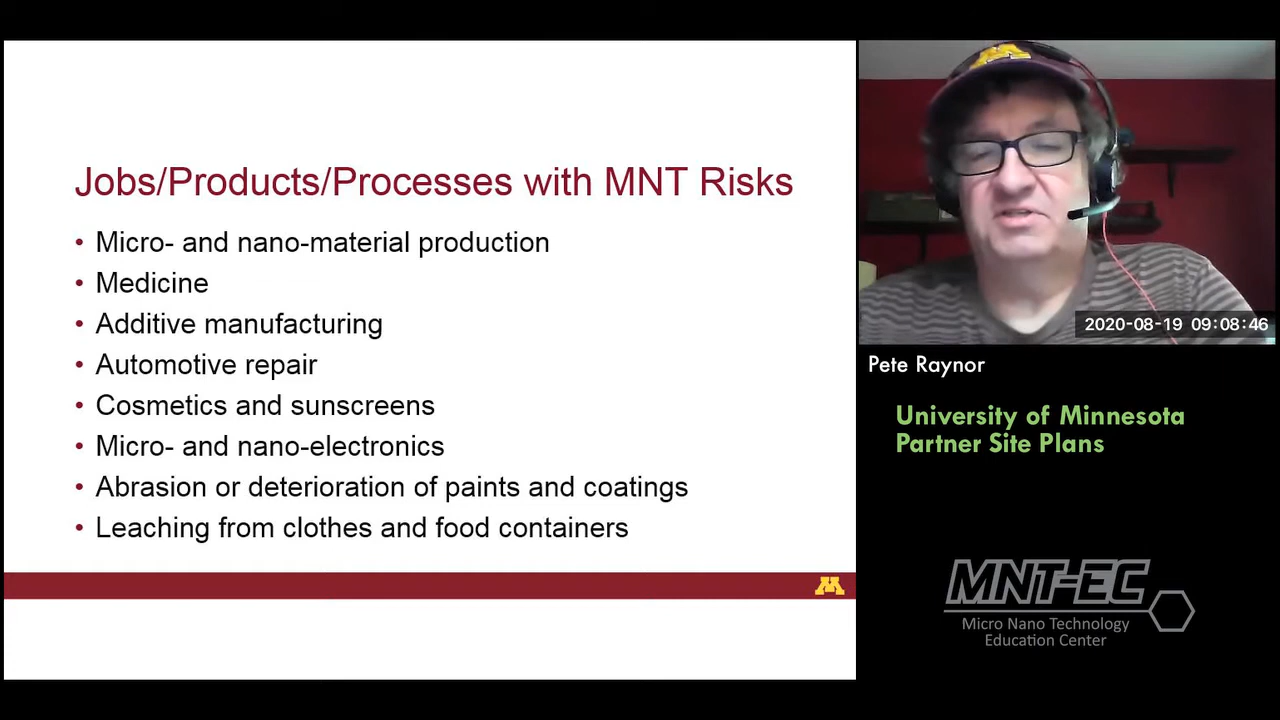 Jobs/Products/Processes with MNT Risks
• Micro- and nano-material production
• Medicine
• Additive manufacturing
• Automotive repair
• Cosmetics and sunscreens
• Micro- and nano-electronics
• Abrasion or deterioration of paints and coatings
• Leaching from clothes and food containers
M
M
2020-08-19 09:08:46
Pete Raynor
University of Minnesota
Partner Site Plans
MNT-EC
Micro Nano Technology
Education Center